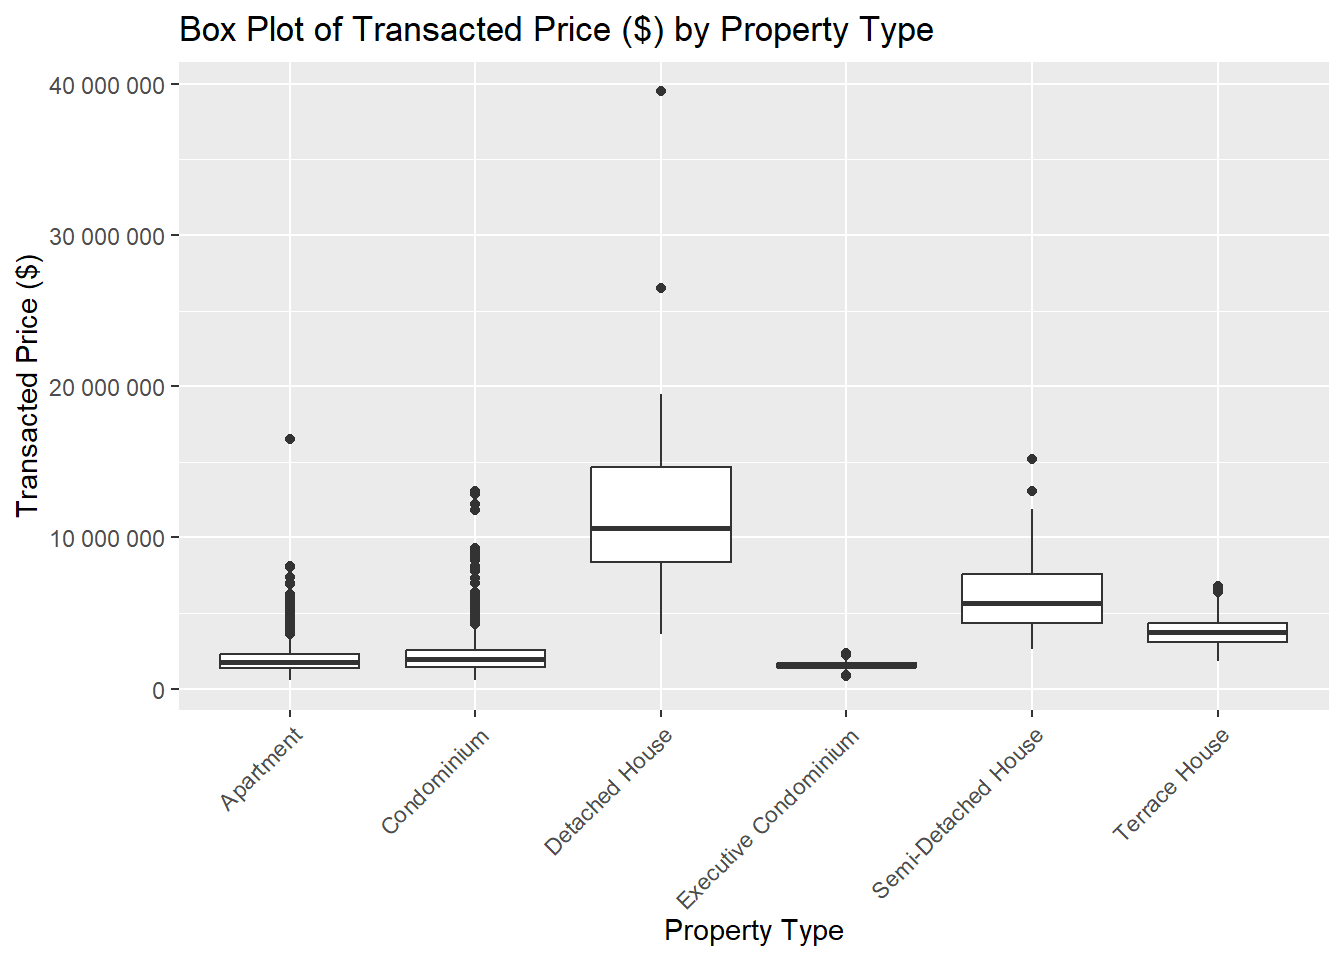 Box Plot of Transacted Price ($) by Property Type
Transacted Price ($)
40 000 000
30 000 000
20 000 000
10 000 000
0
Apartment
Condominium
Detached House
Executive Condominium
Semi-Detached House
Terrace House
Property Type